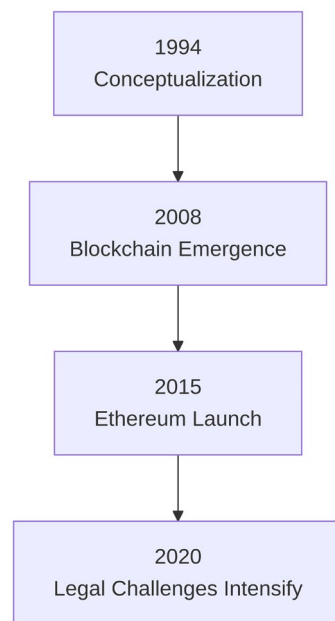 1994
Conceptualization
2008
Blockchain Emergence
2015
Ethereum Launch
2020
Legal Challenges Intensify